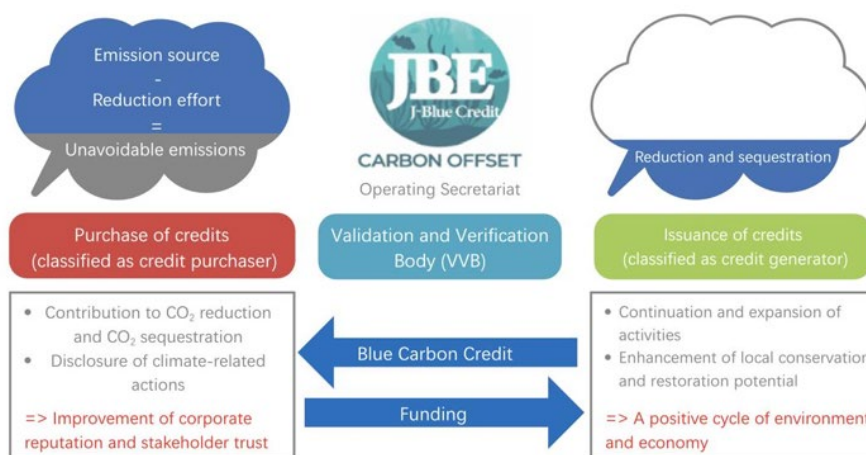 Emission source
-
Reduction effort
=
Unavoidable emissions
JBE
J-Blue Credit
CARBON OFFSET
Operating Secretariat
Reduction and sequestration
Purchase of credits
(classified as credit purchaser)
Validation and Verification
Body (VVB)
Issuance of credits
(classified as credit generator)
• Contribution to CO₂ reduction
and CO₂ sequestration
• Disclosure of climate-related
actions
=> Improvement of corporate
reputation and stakeholder trust
Blue Carbon Credit
Funding
• Continuation and expansion of
activities
• Enhancement of local conservation
and restoration potential
=> A positive cycle of environment
and economy